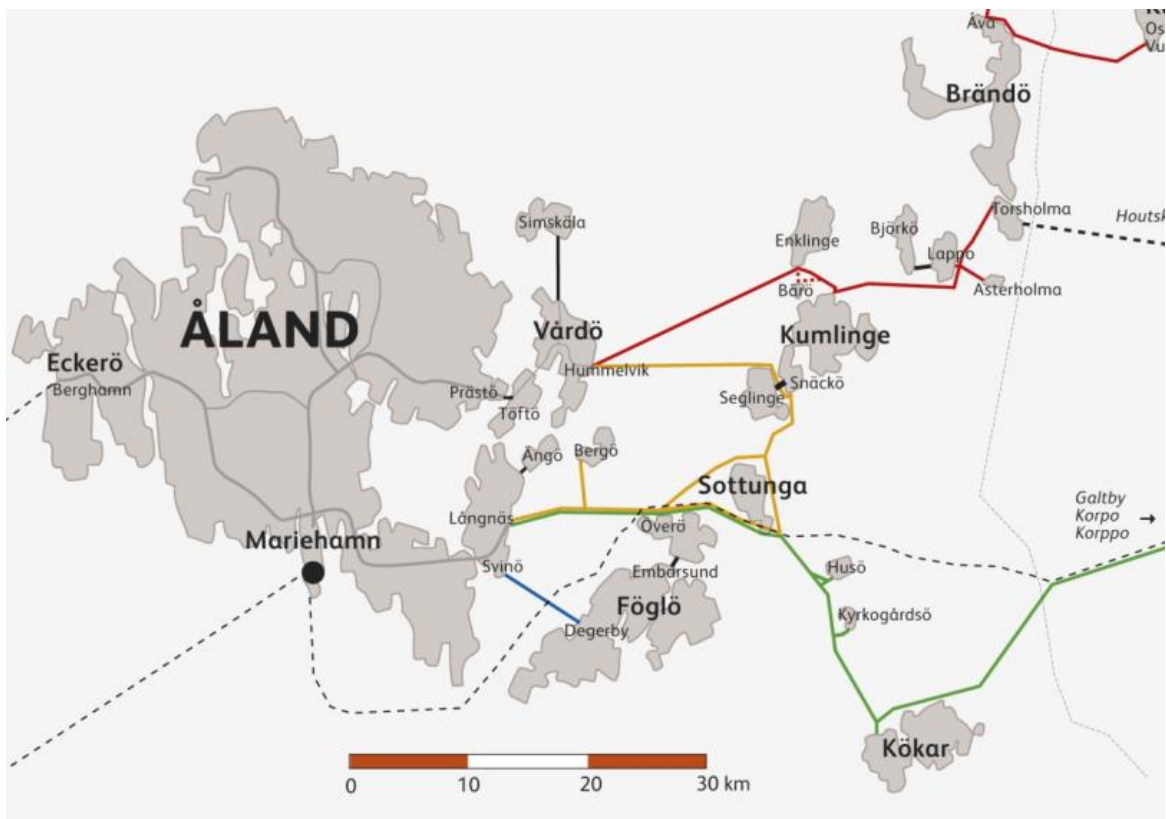 Åva
Os
Vu
Brändö
Simskäla
Enklinge
Björkö
Lappo
Torsholma
Houtsk
Asterholma
Bärö
ÅLAND
Vårdö
Kumlinge
Eckerö
Berghamn
Hummelvik
Snäckö
Seglinge
Prästö
Töftö
Ängö
Bergö
Sottunga
Långnäs
Överö
Galtby
Korpo
Korppo
Mariehamn
Svinö
Embarsund
Husö
Föglö
Kyrkogårdsö
Degerby
Kökar
0 10 20 30 km